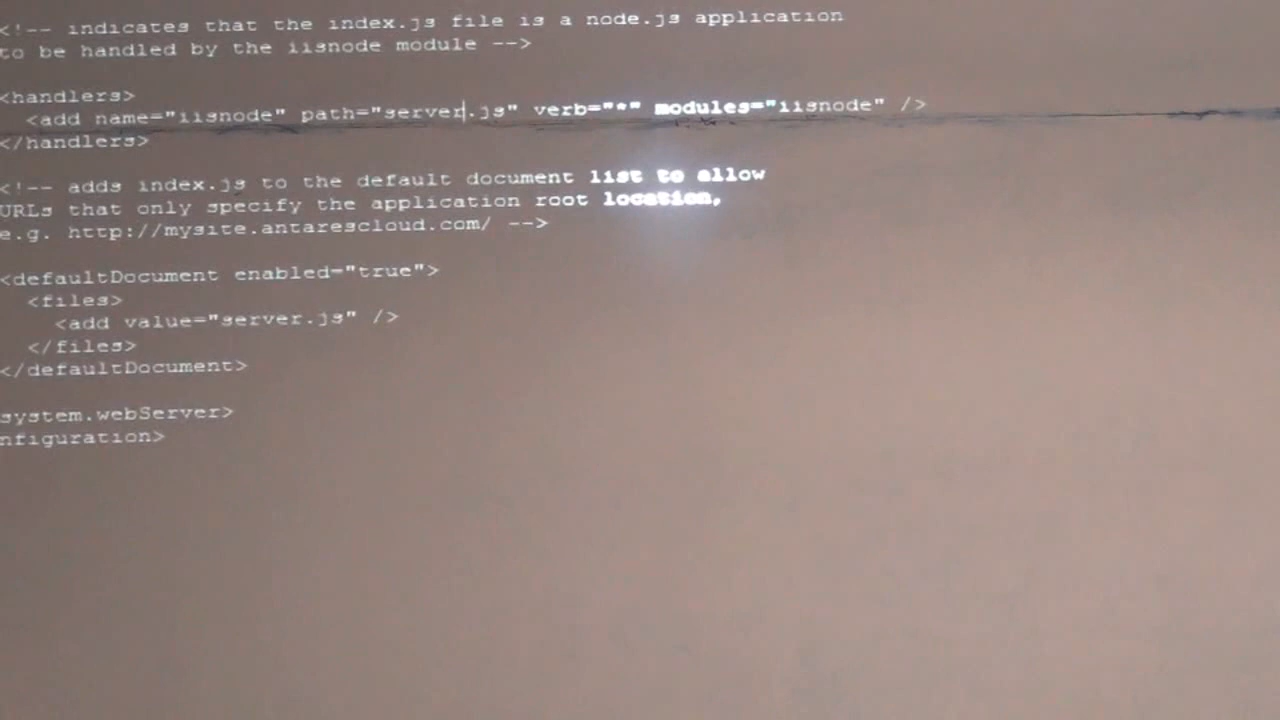 <!-- indicates that the index.js file is a node.js application
to be handled by the iisnode module -->
<handlers>
<add name="iisnode" path="server.js" verb="*" modules="iisnode" />
</handlers>
<!-- adds index.js to the default document list to allow
URLs that only specify the application root location,
e.g. http://mysite.antarescloud.com/ -->
<defaultDocument enabled="true">
<files>
<add value="server.js" />
</files>
</defaultDocument>
system.webServer>
nfiguration>